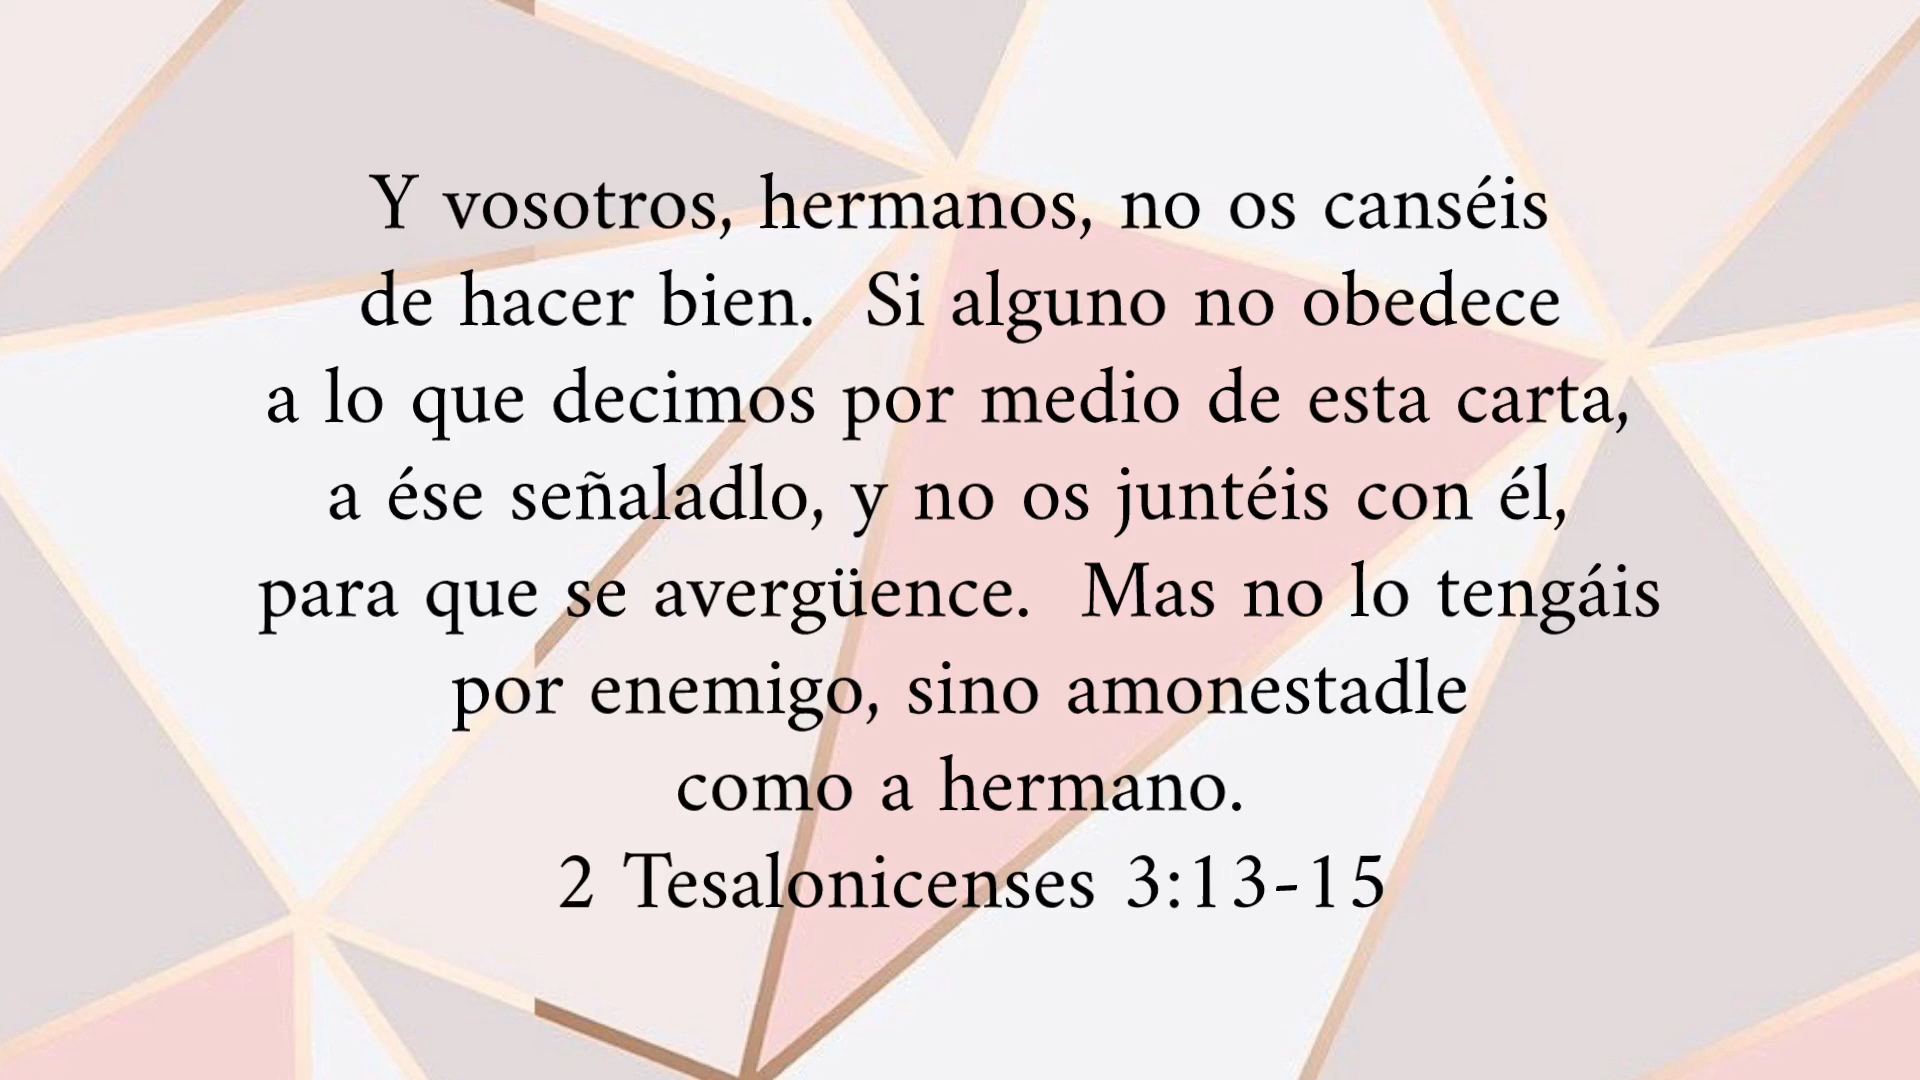 Y vosotros, hermanos, no os canséis
de hacer bien.  Si alguno no obedece
a lo que decimos por medio de esta carta,
a ése señaladlo, y no os juntéis con él,
para que se avergüence.  Mas no lo tengáis
por enemigo, sino amonestadle
como a hermano.
2 Tesalonicenses 3:13-15